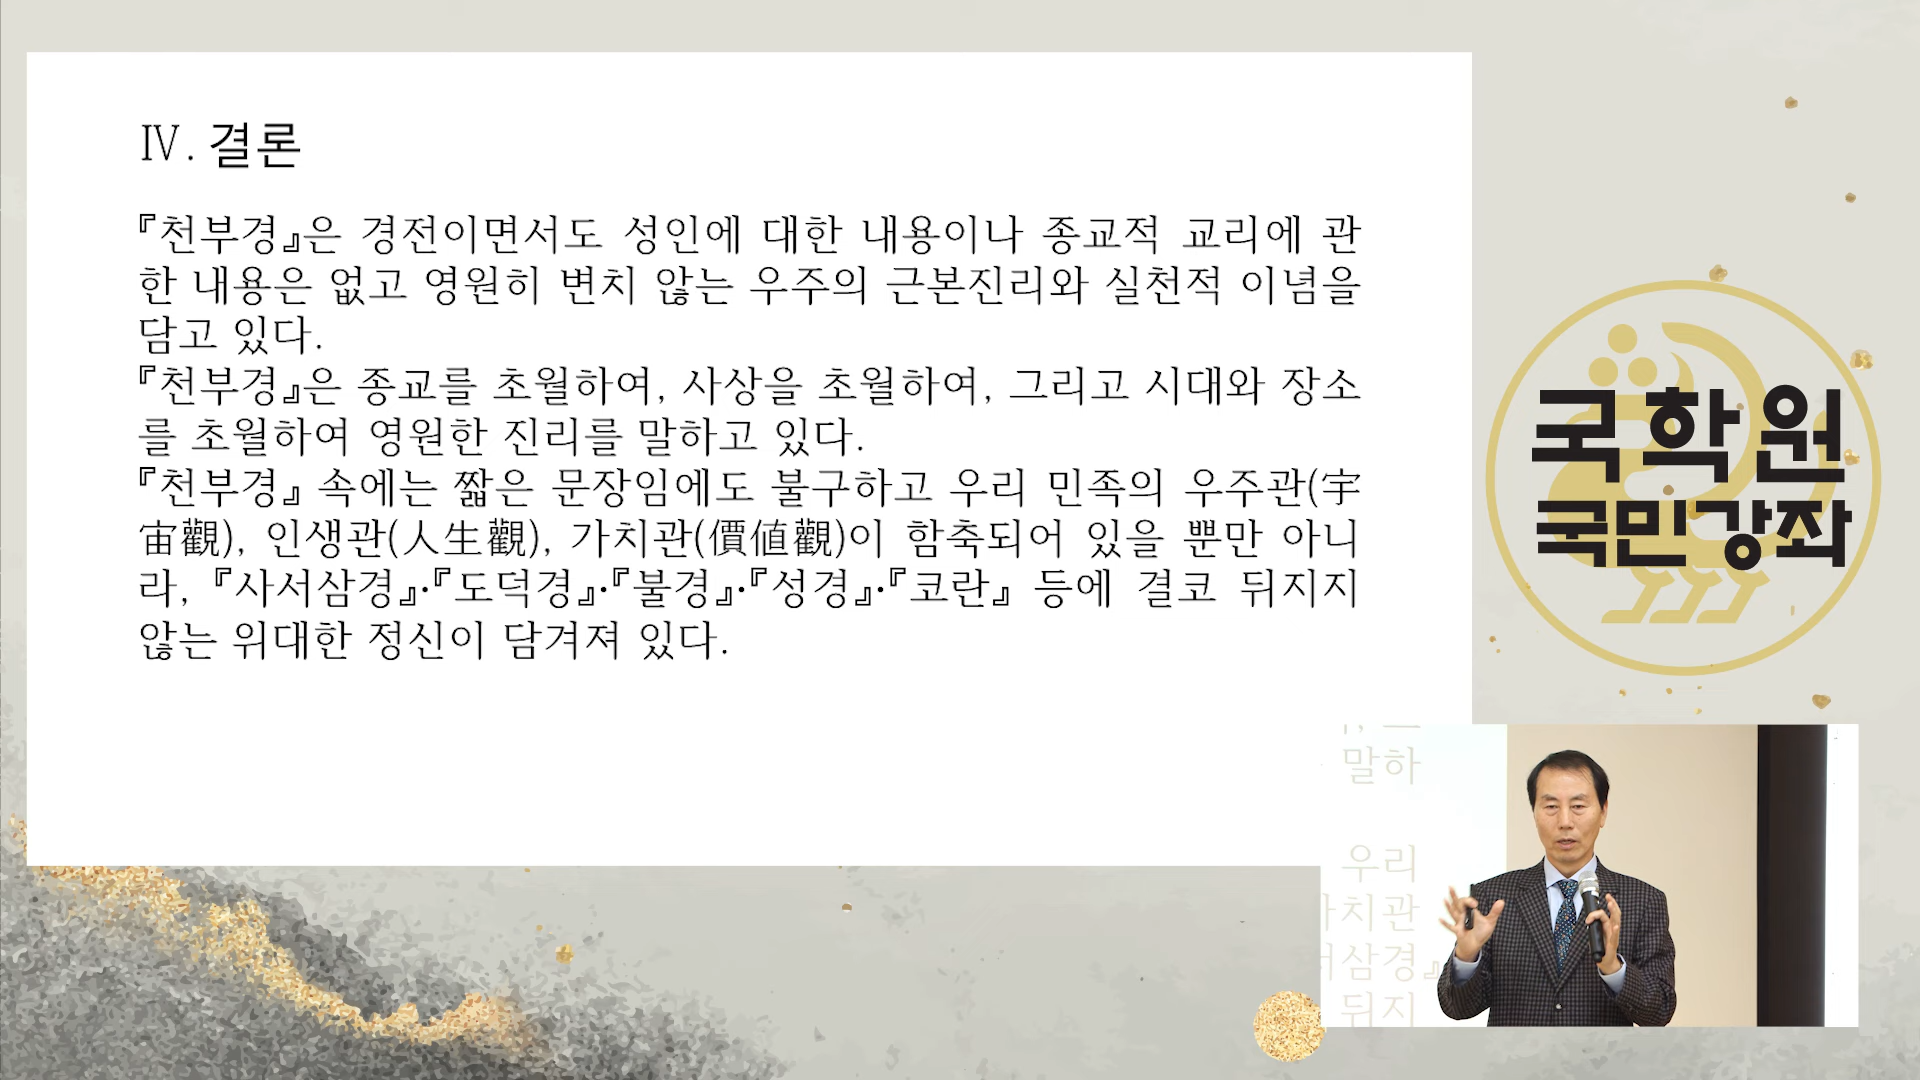 Ⅳ. 결론
『천부경』은 경전이면서도 성인에 대한 내용이나 종교적 교리에 관
한 내용은 없고 영원히 변치 않는 우주의 근본진리와 실천적 이념을
담고 있다.
『천부경』은 종교를 초월하여, 사상을 초월하여, 그리고 시대와 장소
를 초월하여 영원한 진리를 말하고 있다.
『천부경』 속에는 짧은 문장임에도 불구하고 우리 민족의 우주관(宇
宙觀), 인생관(人生觀), 가치관(價値觀)이 함축되어 있을 뿐만 아니
라, 『사서삼경』·『도덕경』·『불경』·『성경』·『코란』 등에 결코 뒤지지
않는 위대한 정신이 담겨져 있다.
국학원
국민강좌
말하
우리
치관
삼경』
뒤지